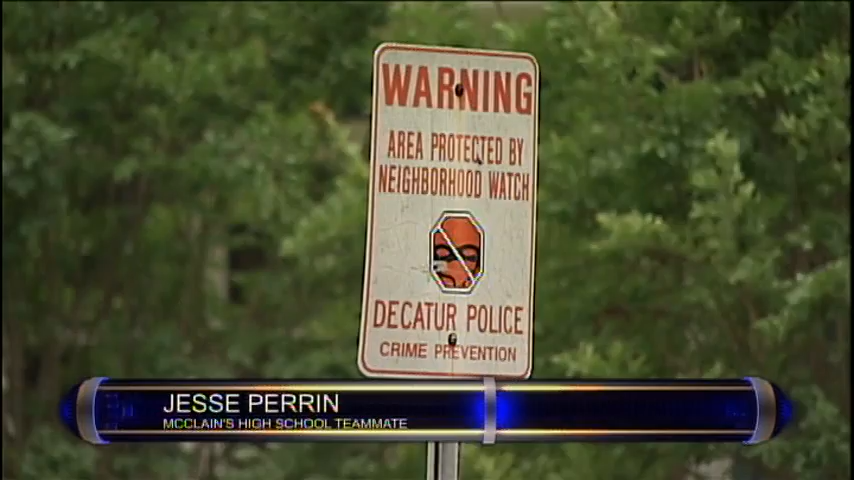 WARNING
AREA PROTECTED BY
NEIGHBORHOOD WATCH
DECATUR POLICE
CRIME PREVENTION
JESSE PERRIN
MCCLAIN'S HIGH SCHOOL TEAMMATE